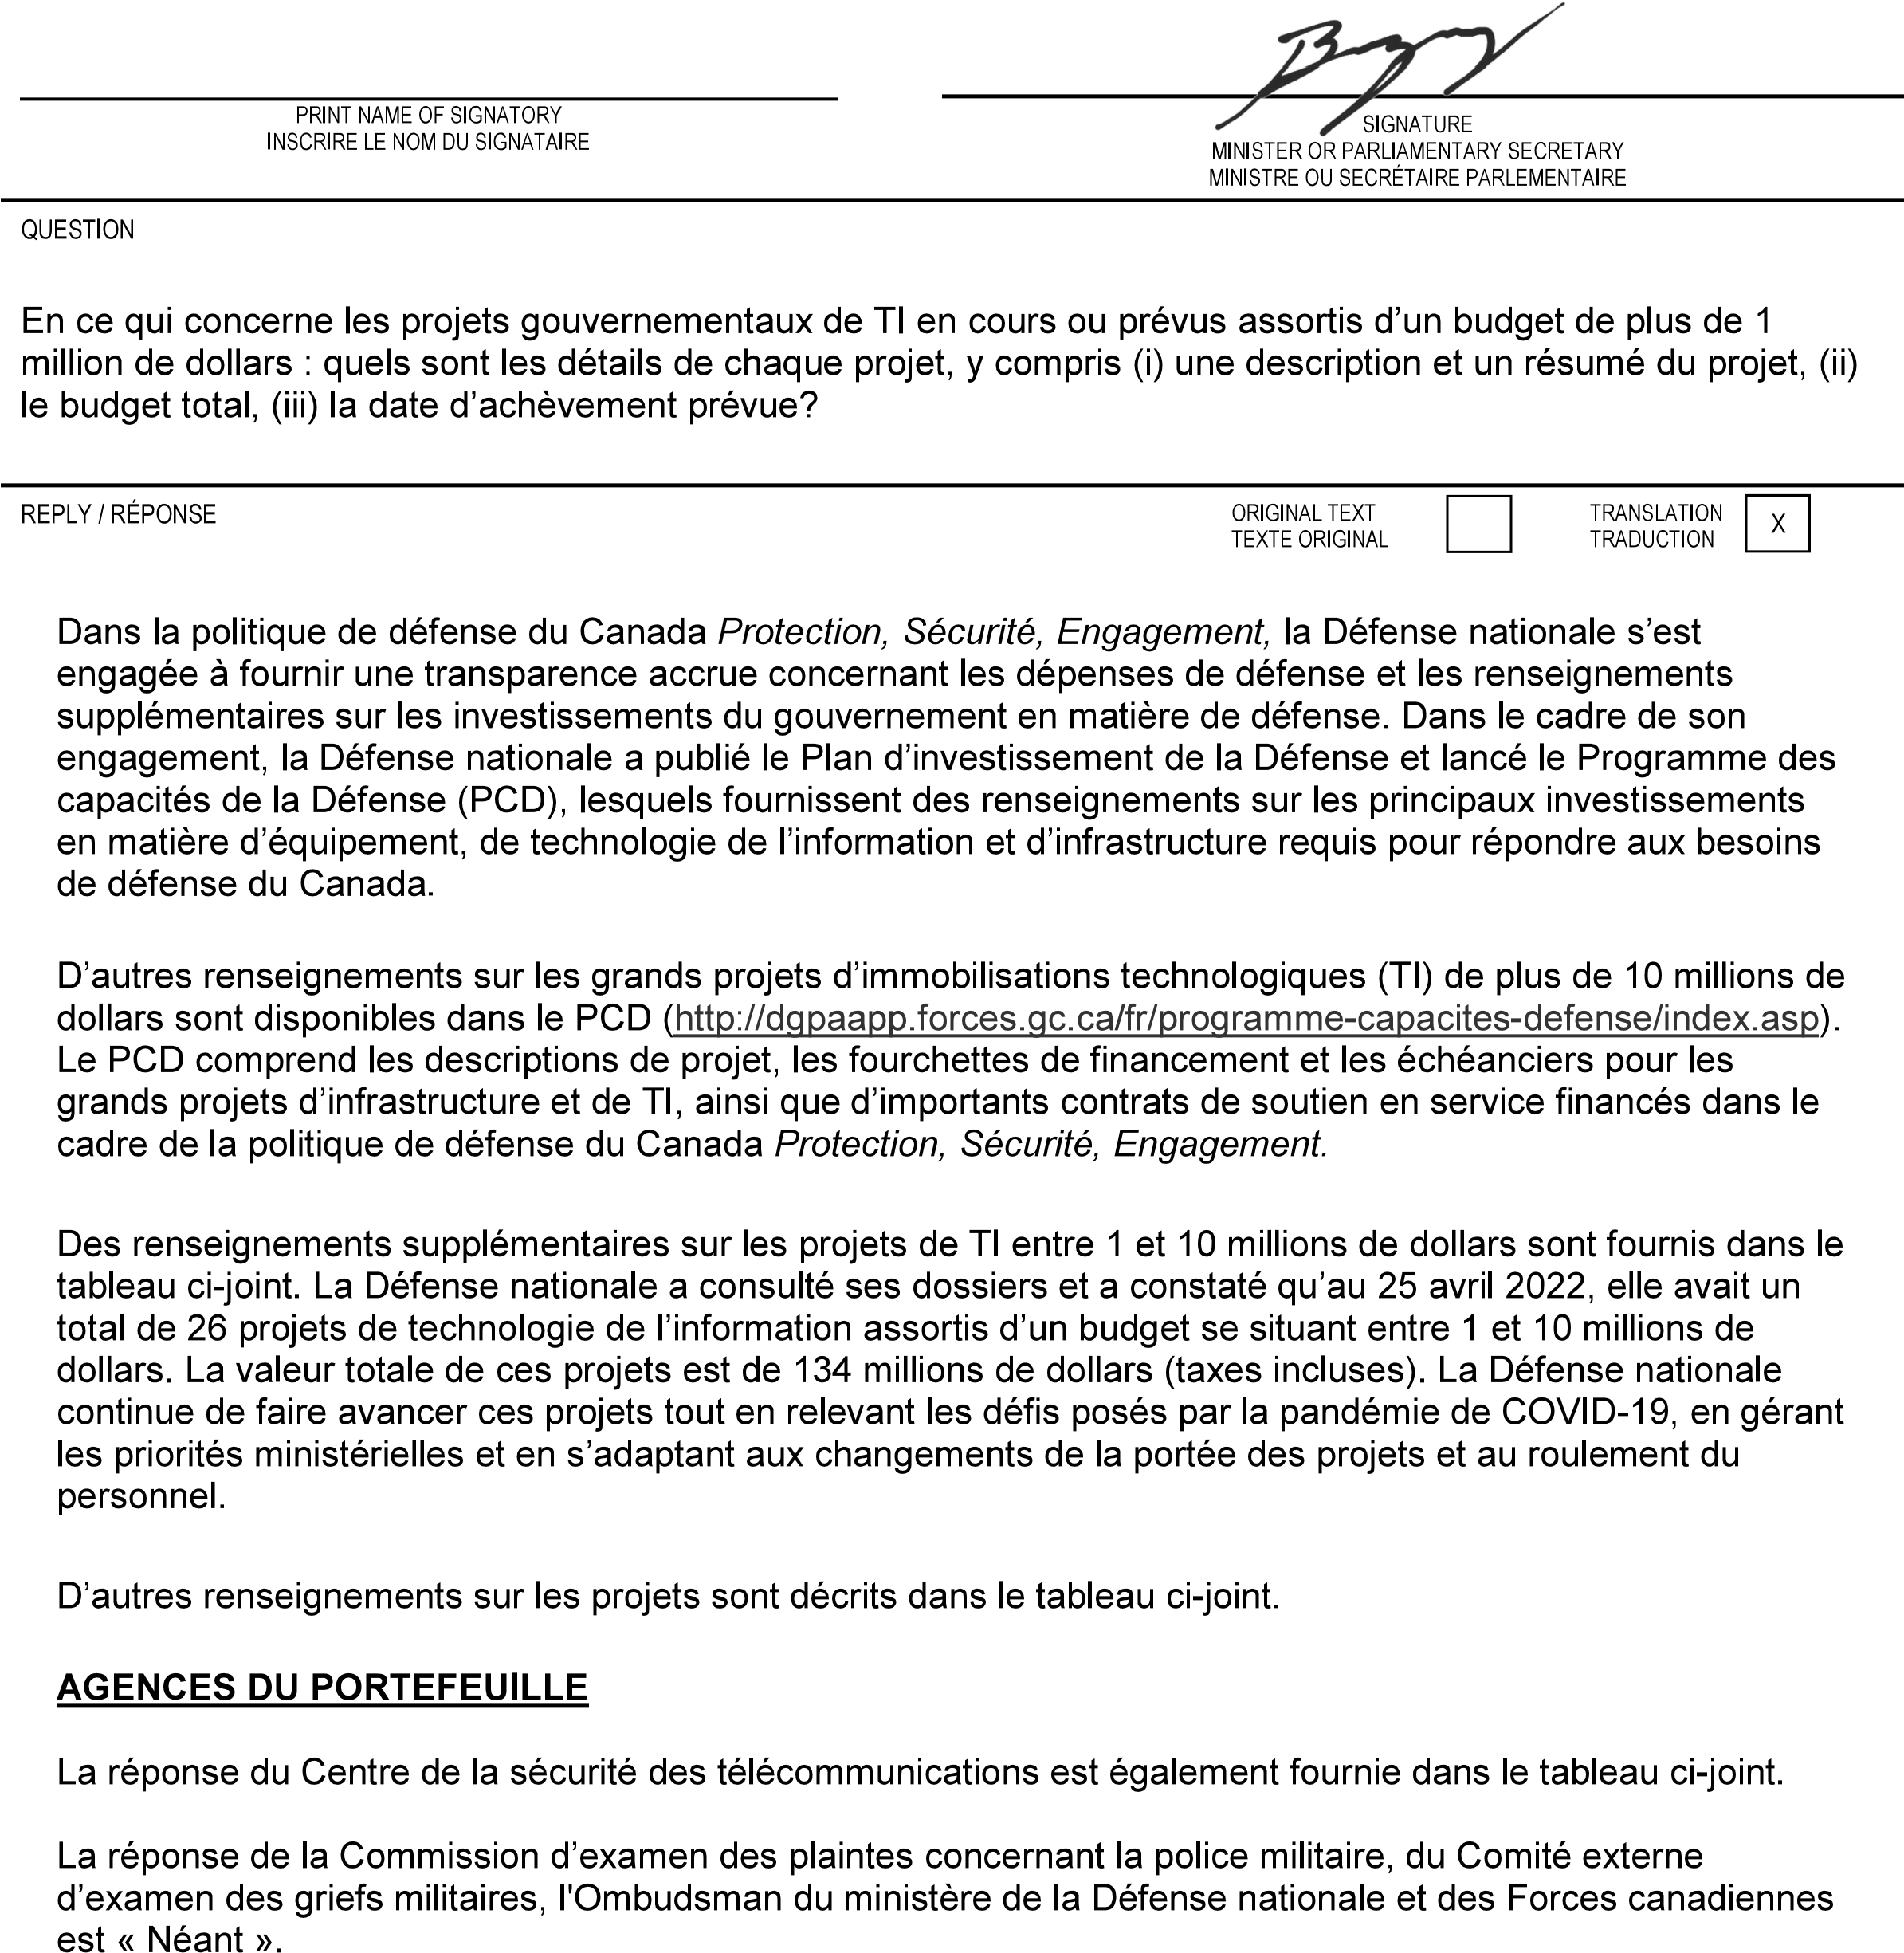 PRINT NAME OF SIGNATORY
INSCRIRE LE NOM DU SIGNATAIRE
SIGNATURE
MINISTER OR PARLIAMENTARY SECRETARY
MINISTRE OU SECRÉTAIRE PARLEMENTAIRE
QUESTION
En ce qui concerne les projets gouvernementaux de TI en cours ou prévus assortis d’un budget de plus de 1
million de dollars : quels sont les détails de chaque projet, y compris (i) une description et un résumé du projet, (ii)
le budget total, (iii) la date d’achèvement prévue?
REPLY / RÉPONSE
ORIGINAL TEXT
TEXTE ORIGINAL
TRANSLATION
TRADUCTION
X
Dans la politique de défense du Canada Protection, Sécurité, Engagement, la Défense nationale s’est
engagée à fournir une transparence accrue concernant les dépenses de défense et les renseignements
supplémentaires sur les investissements du gouvernement en matière de défense. Dans le cadre de son
engagement, la Défense nationale a publié le Plan d’investissement de la Défense et lancé le Programme des
capacités de la Défense (PCD), lesquels fournissent des renseignements sur les principaux investissements
en matière d’équipement, de technologie de l’information et d’infrastructure requis pour répondre aux besoins
de défense du Canada.
D’autres renseignements sur les grands projets d’immobilisations technologiques (TI) de plus de 10 millions de
dollars sont disponibles dans le PCD (http://dgpaapp.forces.gc.ca/fr/programme-capacites-defense/index.asp).
Le PCD comprend les descriptions de projet, les fourchettes de financement et les échéanciers pour les
grands projets d’infrastructure et de TI, ainsi que d’importants contrats de soutien en service financés dans le
cadre de la politique de défense du Canada Protection, Sécurité, Engagement.
Des renseignements supplémentaires sur les projets de TI entre 1 et 10 millions de dollars sont fournis dans le
tableau ci-joint. La Défense nationale a consulté ses dossiers et a constaté qu’au 25 avril 2022, elle avait un
total de 26 projets de technologie de l’information assortis d’un budget se situant entre 1 et 10 millions de
dollars. La valeur totale de ces projets est de 134 millions de dollars (taxes incluses). La Défense nationale
continue de faire avancer ces projets tout en relevant les défis posés par la pandémie de COVID-19, en gérant
les priorités ministérielles et en s’adaptant aux changements de la portée des projets et au roulement du
personnel.
D’autres renseignements sur les projets sont décrits dans le tableau ci-joint.
AGENCES DU PORTEFEUILLE
La réponse du Centre de la sécurité des télécommunications est également fournie dans le tableau ci-joint.
La réponse de la Commission d’examen des plaintes concernant la police militaire, du Comité externe
d’examen des griefs militaires, l'Ombudsman du ministère de la Défense nationale et des Forces canadiennes
est « Néant ».